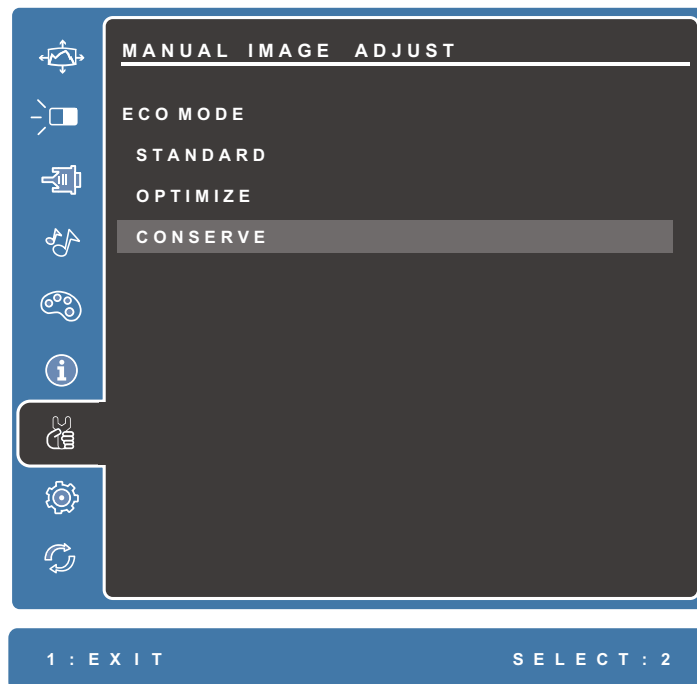 MANUAL IMAGE ADJUST
ECO MODE
STANDARD
OPTIMIZE
CONSERVE
1 : EXIT SELECT : 2